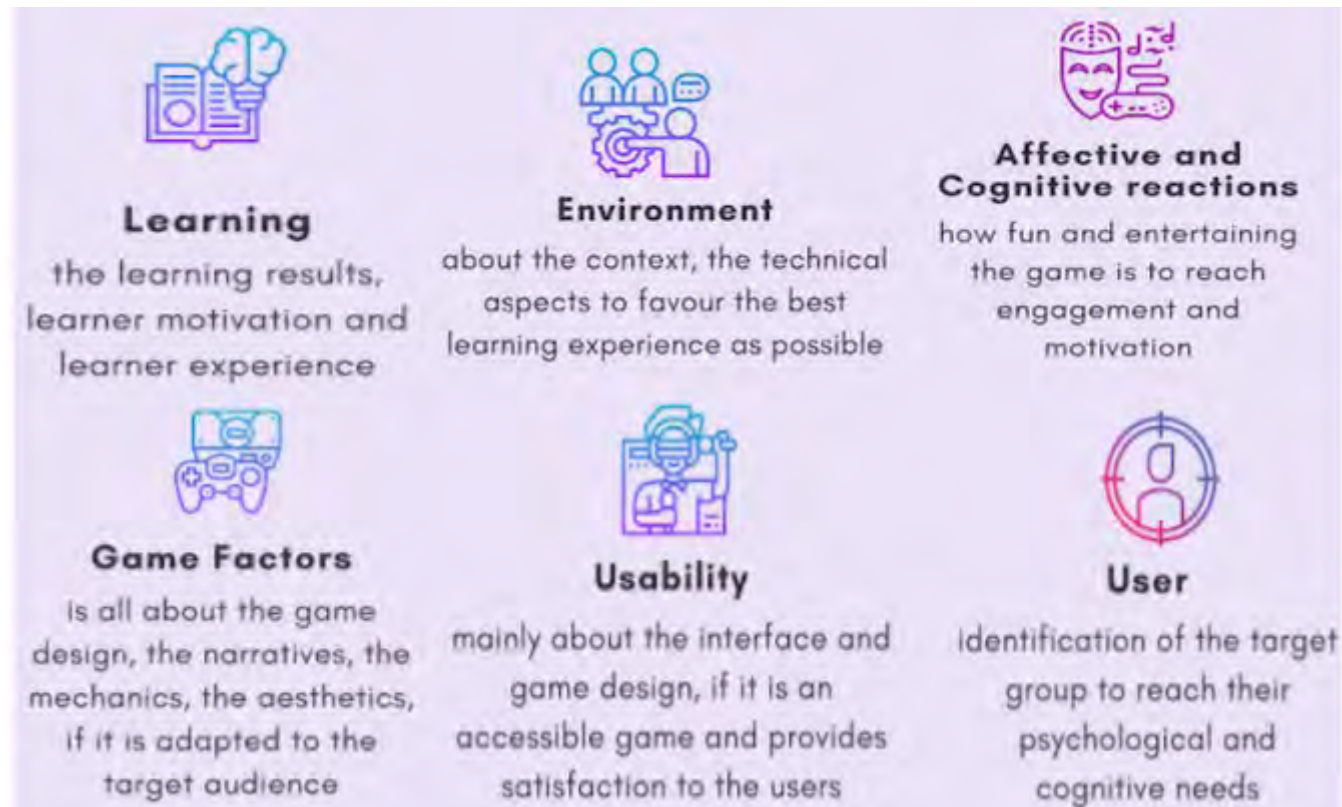 Learning
the learning results,
learner motivation and
learner experience
Environment
about the context, the technical
aspects to favour the best
learning experience as possible
Affective and
Cognitive reactions
how fun and entertaining
the game is to reach
engagement and
motivation
Game Factors
is all about the game
design, the narratives, the
mechanics, the aesthetics,
if it is adapted to the
target audience
Usability
mainly about the interface and
game design, if it is an
accessible game and provides
satisfaction to the users
User
identification of the target
group to reach their
psychological and
cognitive needs